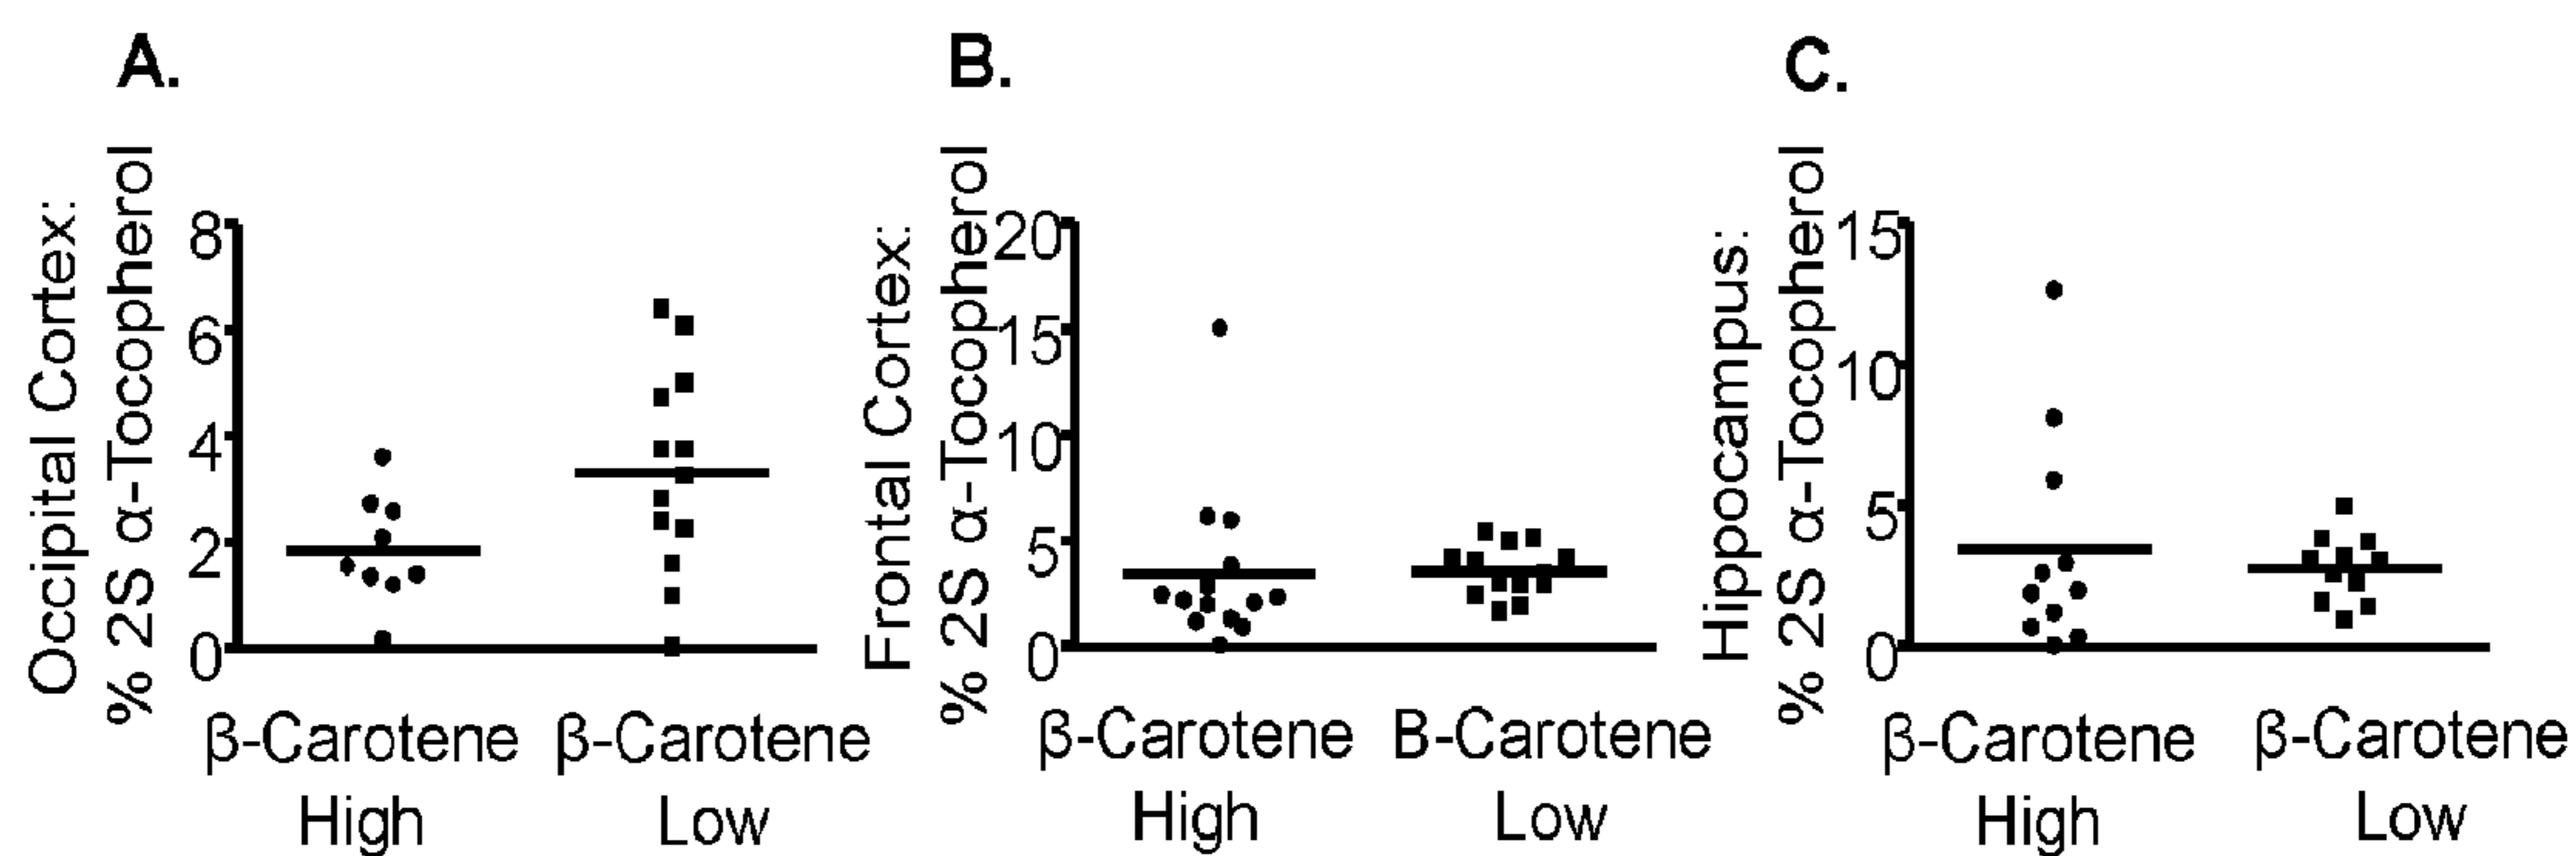 A.
Occipital Cortex:
% 2S α-Tocopherol
8
6
4
2
0
β-Carotene
High
β-Carotene
Low
B.
Frontal Cortex:
% 2S α-Tocopherol
20
15
10
5
0
β-Carotene
High
B-Carotene
Low
C.
Hippocampus:
% 2S α-Tocopherol
15
10
5
0
β-Carotene
High
β-Carotene
Low